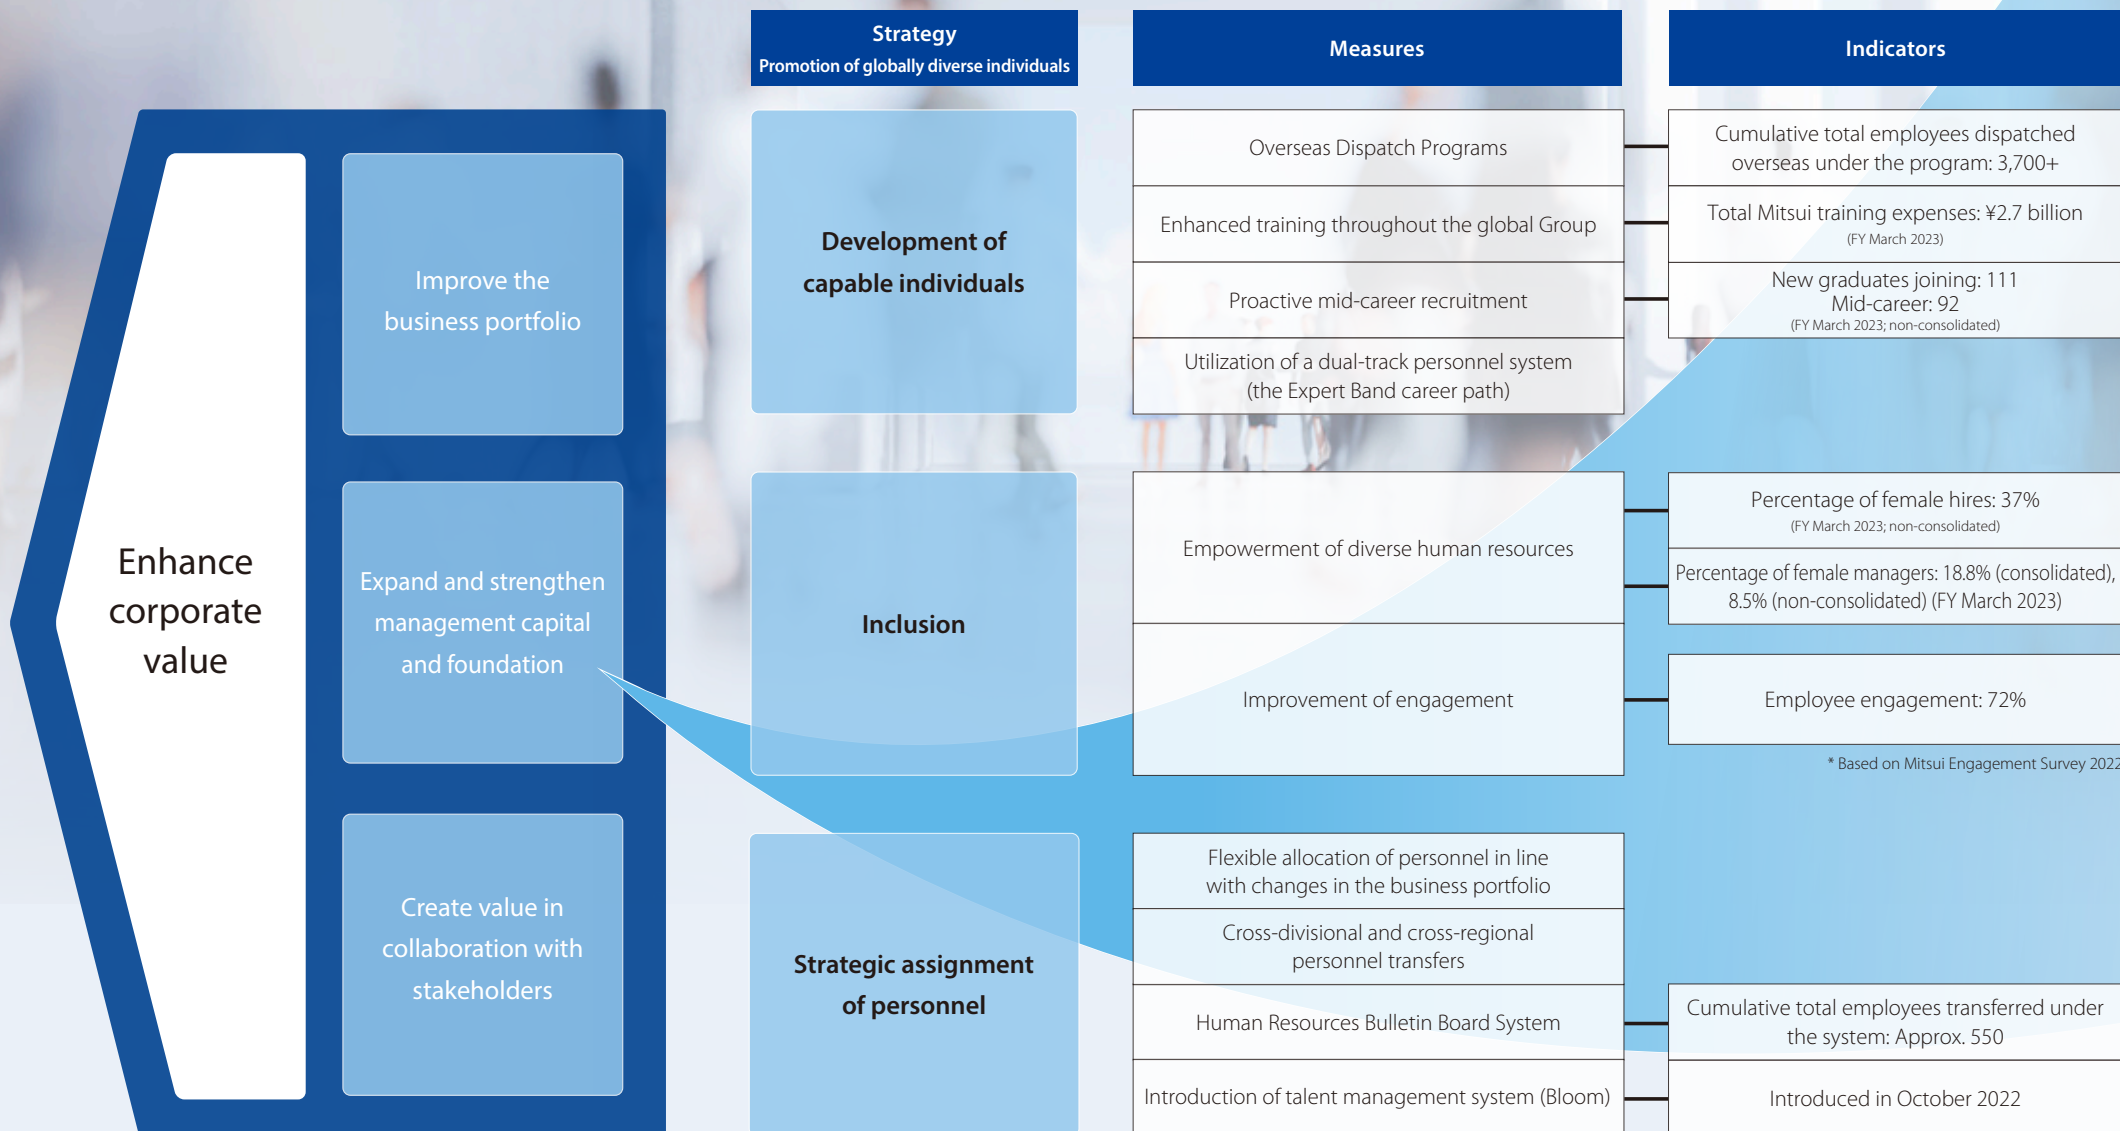 Strategy
Promotion of globally diverse individuals
Measures
Indicators
Enhance
corporate
value
Improve the
business portfolio
Expand and strengthen
management capital
and foundation
Create value in
collaboration with
stakeholders
Development of
capable individuals
Overseas Dispatch Programs
Cumulative total employees dispatched
overseas under the program: 3,700+
Enhanced training throughout the global Group
Total Mitsui training expenses: ¥2.7 billion
(FY March 2023)
Proactive mid-career recruitment
New graduates joining: 111
Mid-career: 92
(FY March 2023; non-consolidated)
Utilization of a dual-track personnel system
(the Expert Band career path)
Inclusion
Empowerment of diverse human resources
Percentage of female hires: 37%
(FY March 2023; non-consolidated)
Percentage of female managers: 18.8% (consolidated),
8.5% (non-consolidated) (FY March 2023)
Improvement of engagement
Employee engagement: 72%
* Based on Mitsui Engagement Survey 2022
Strategic assignment
of personnel
Flexible allocation of personnel in line
with changes in the business portfolio
Cross-divisional and cross-regional
personnel transfers
Human Resources Bulletin Board System
Cumulative total employees transferred under
the system: Approx. 550
Introduction of talent management system (Bloom)
Introduced in October 2022